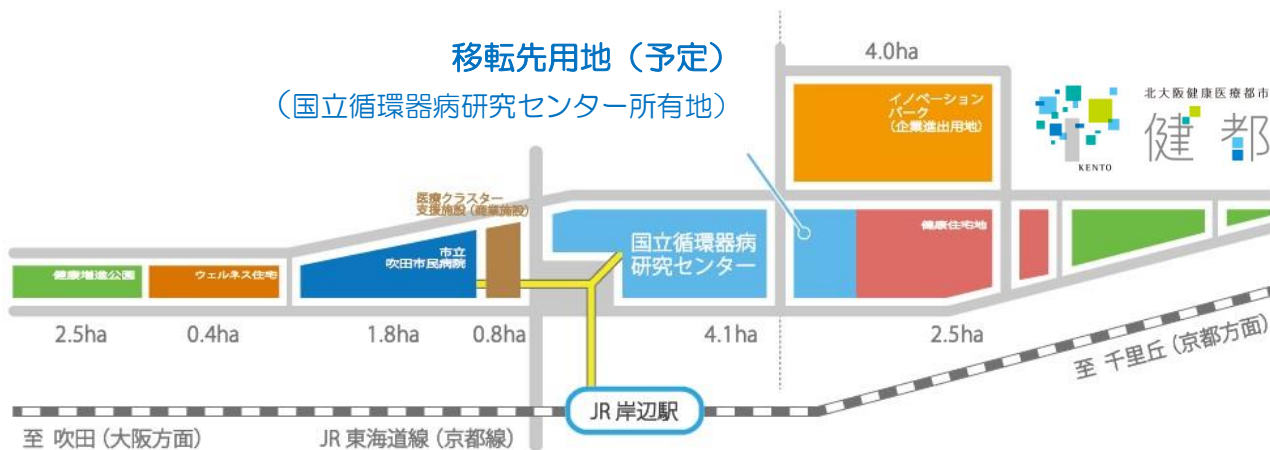 移転先用地（予定）
（国立循環器病研究センター所有地）
4.0ha
イノベーション
パーク
（企業進出用地）
北大阪健康医療都市
健都
KENTO
医療クラスター
支援施設（商業施設）
市立
吹田市民病院
国立循環器病
研究センター
健康住宅地
健康増進公園
ウェルネス住宅
2.5ha
0.4ha
1.8ha
0.8ha
4.1ha
2.5ha
至 千里丘（京都方面）
JR 岸辺駅
至 吹田（大阪方面）
JR 東海道線（京都線）